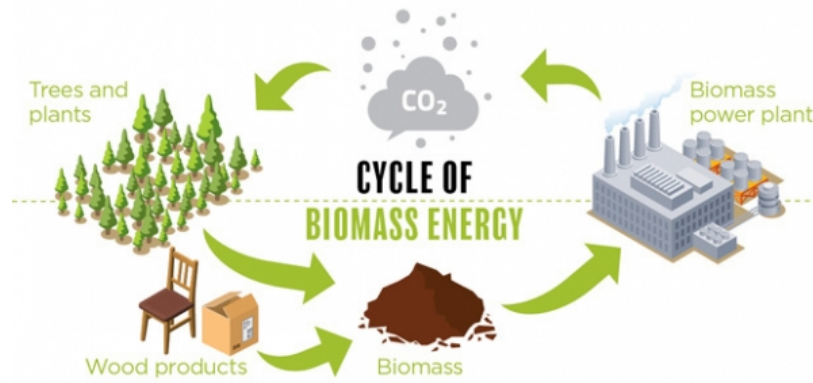 Trees and
plants
CO₂
Biomass
power plant
CYCLE OF
BIOMASS ENERGY
Wood products
Biomass